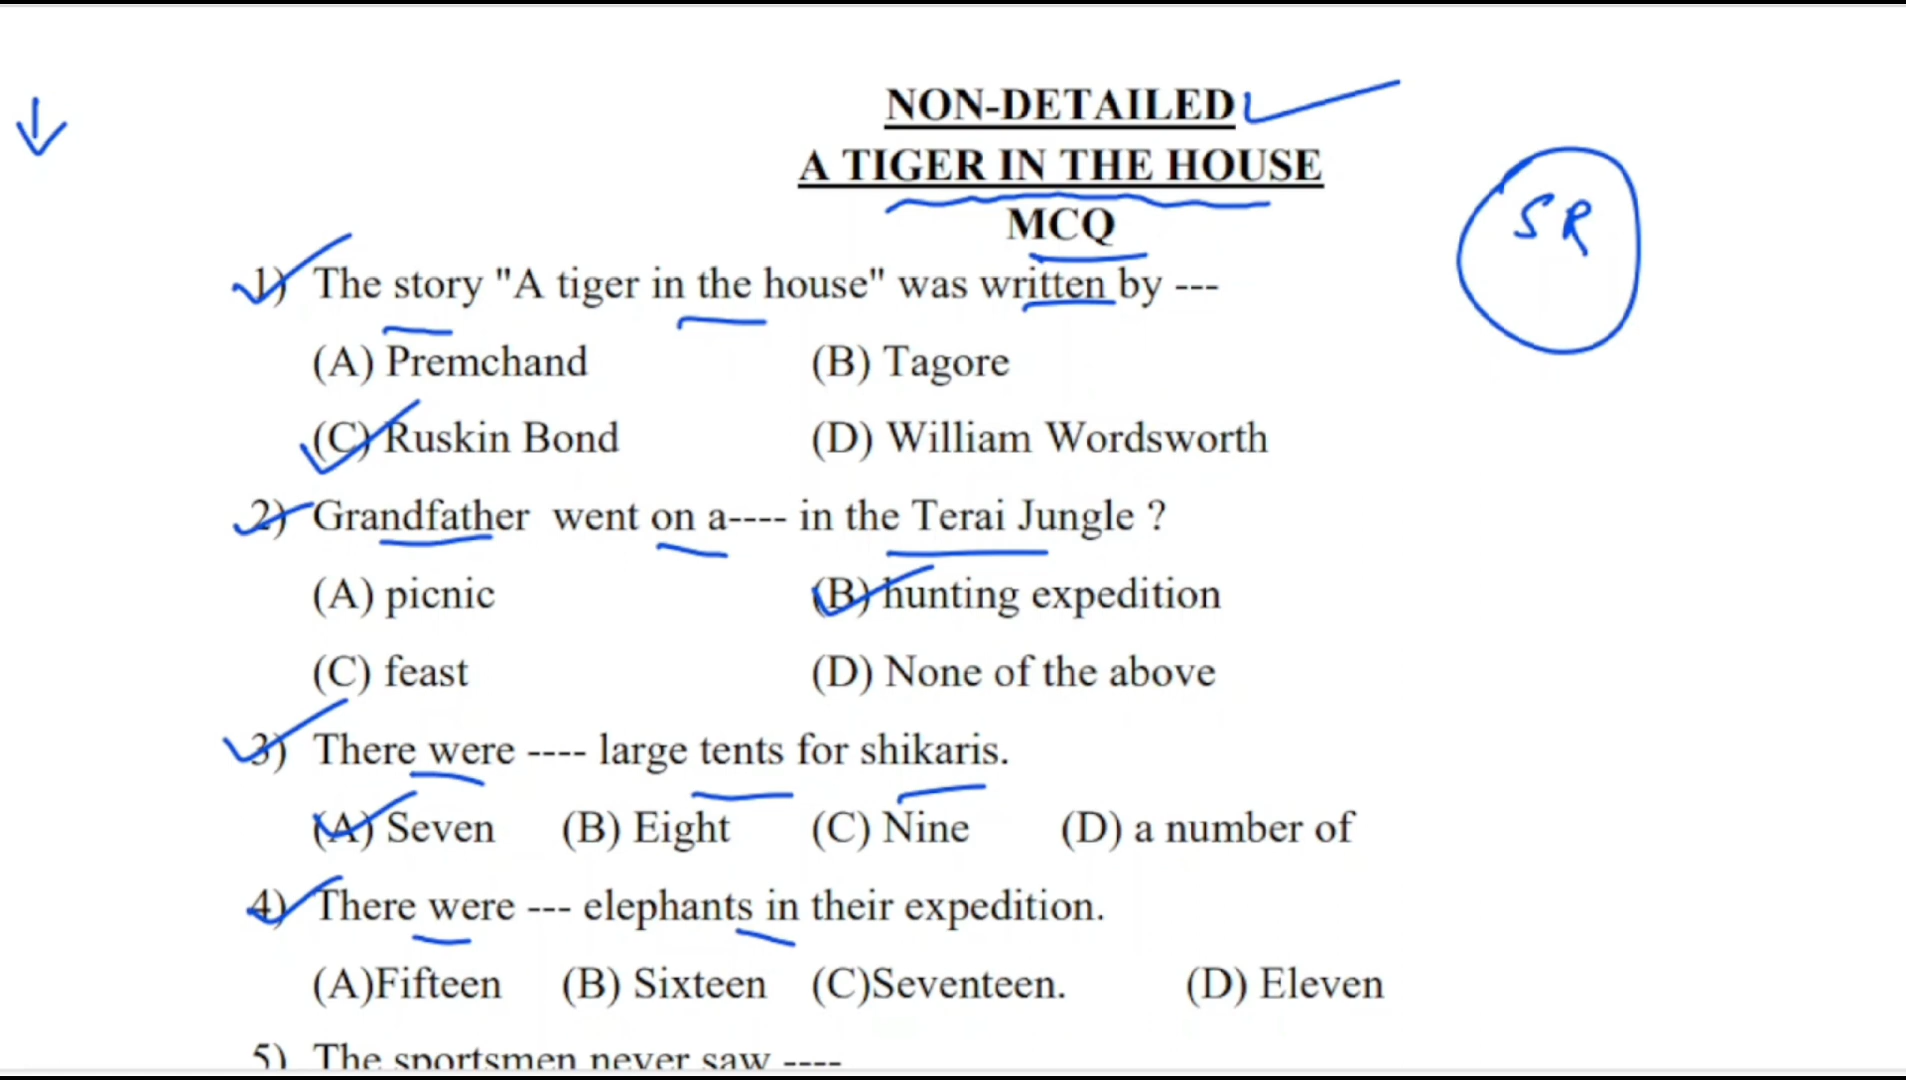 NON-DETAILED
A TIGER IN THE HOUSE
SR
MCQ
1) The story "A tiger in the house" was written by ---
(A) Premchand (B) Tagore
(C) Ruskin Bond (D) William Wordsworth
2) Grandfather went on a---- in the Terai Jungle ?
(A) picnic (B) hunting expedition
(C) feast (D) None of the above
3) There were ---- large tents for shikaris.
(A) Seven (B) Eight (C) Nine (D) a number of
4) There were --- elephants in their expedition.
(A)Fifteen (B) Sixteen (C)Seventeen. (D) Eleven
5) The sportsmen never saw ----